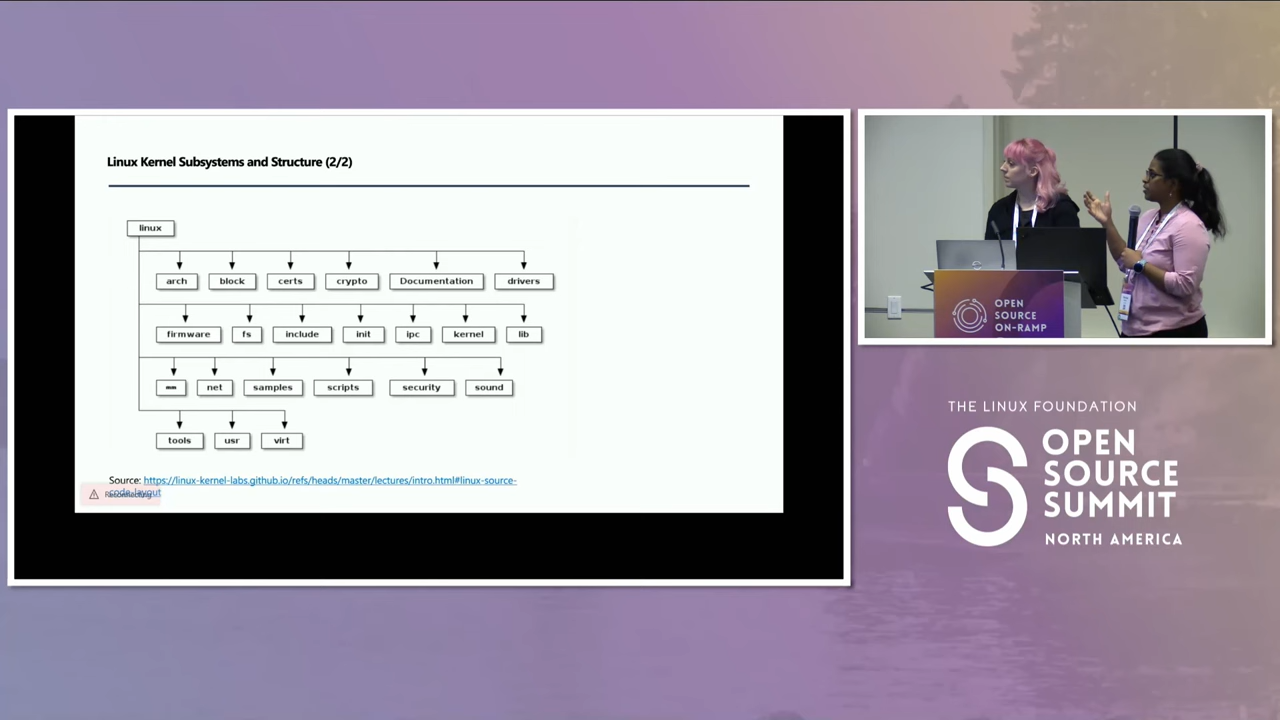 Linux Kernel Subsystems and Structure (2/2)
linux
arch block certs crypto Documentation drivers
firmware fs include init ipc kernel lib
mm net samples scripts security sound
tools usr virt
Source: https://linux-kernel-labs.github.io/refs/heads/master/lectures/intro.html#linux-source-
code-layout
Reconnecting
OPEN
SOURCE
ON-RAMP
THE LINUX FOUNDATION
OPEN
SOURCE
SUMMIT
NORTH AMERICA